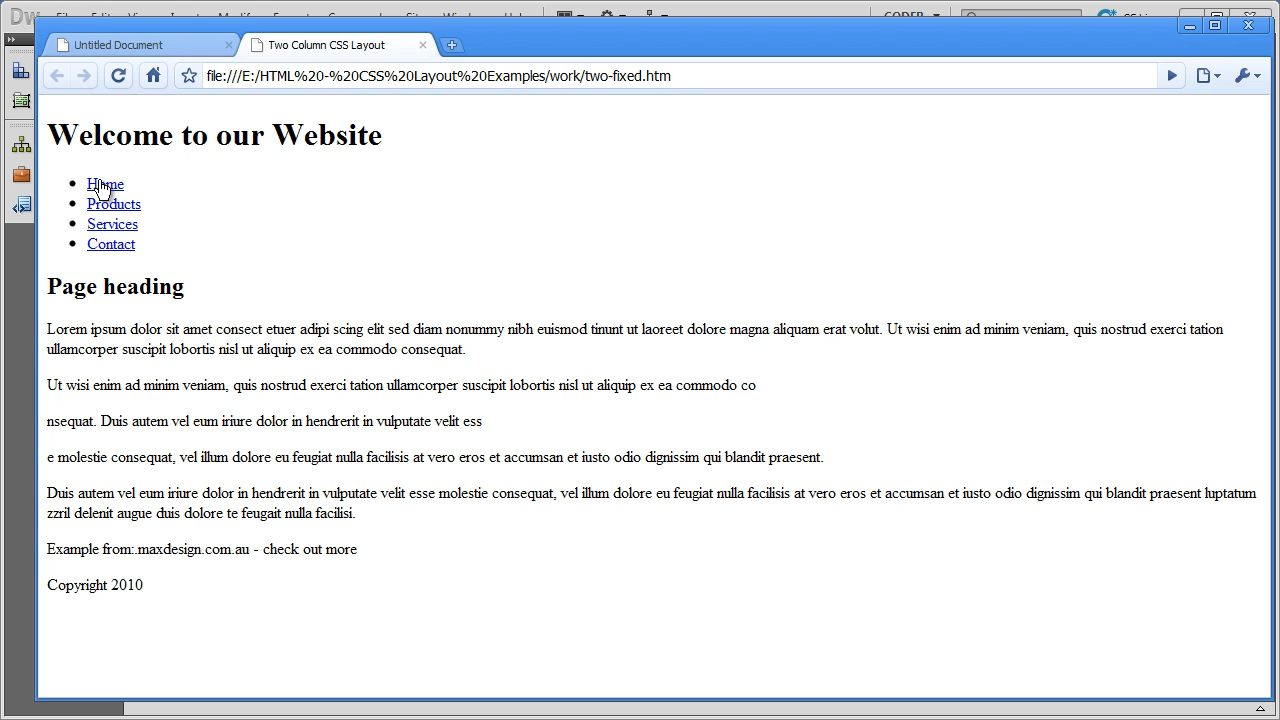 Dw
CODER
Untitled Document
Two Column CSS Layout
file:///E:/HTML%20-%20CSS%20Layout%20Examples/work/two-fixed.htm
Welcome to our Website
Home
Products
Services
Contact
Page heading
Lorem ipsum dolor sit amet consect etuer adipi scing elit sed diam nonummy nibh euismod tinunt ut laoreet dolore magna aliquam erat volut. Ut wisi enim ad minim veniam, quis nostrud exerci tation
ullamcorper suscipit lobortis nisl ut aliquip ex ea commodo consequat.
Ut wisi enim ad minim veniam, quis nostrud exerci tation ullamcorper suscipit lobortis nisl ut aliquip ex ea commodo co
nsequat. Duis autem vel eum iriure dolor in hendrerit in vulputate velit ess
e molestie consequat, vel illum dolore eu feugiat nulla facilisis at vero eros et accumsan et iusto odio dignissim qui blandit praesent.
Duis autem vel eum iriure dolor in hendrerit in vulputate velit esse molestie consequat, vel illum dolore eu feugiat nulla facilisis at vero eros et accumsan et iusto odio dignissim qui blandit praesent luptatum
zzril delenit augue duis dolore te feugait nulla facilisi.
Example from:.maxdesign.com.au - check out more
Copyright 2010